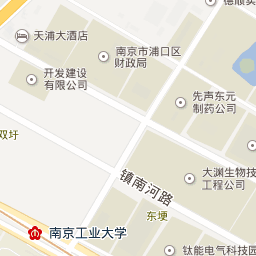 德顺实
天浦大酒店
南京市浦口区
财政局
开发建设
有限公司
先声东元
制药公司
双圩
大渊生物技
工程公司
镇南河路
东埂
南京工业大学
钛能电气科技园